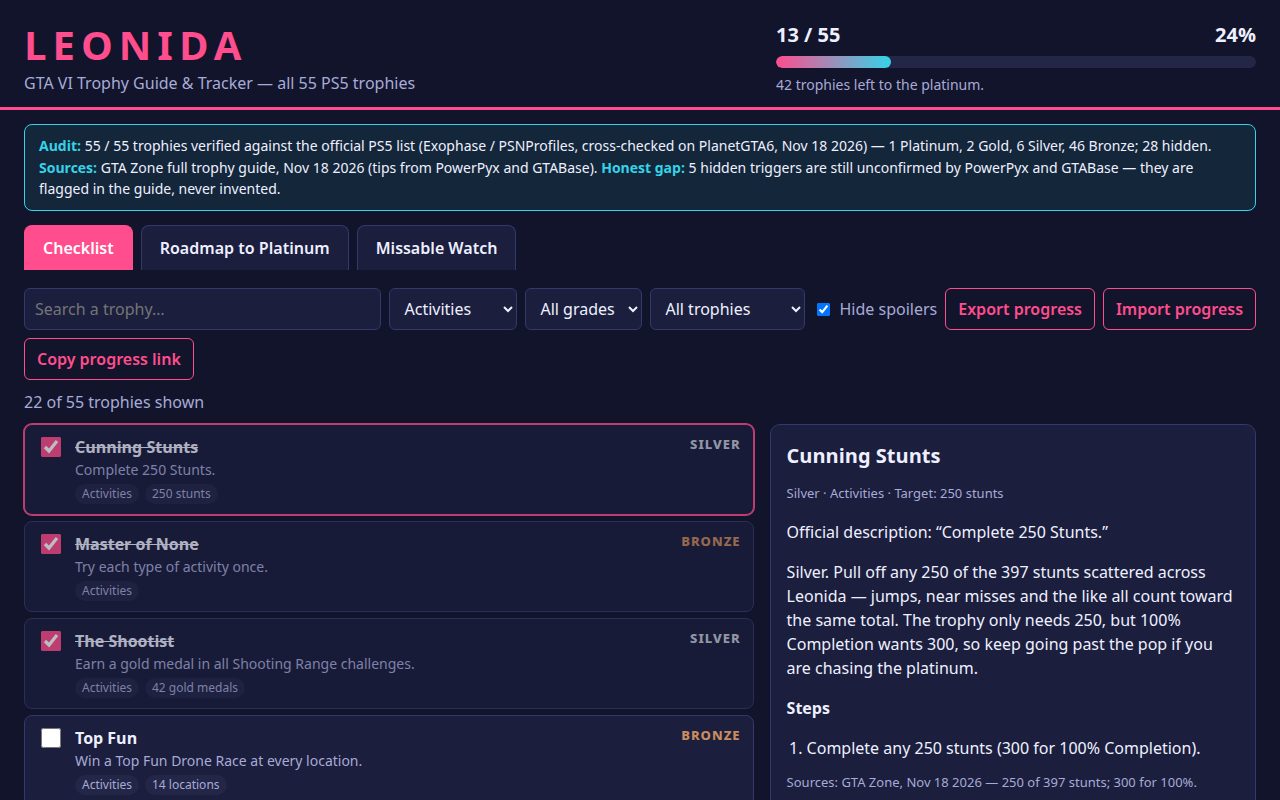 LEONIDA
GTA VI Trophy Guide & Tracker — all 55 PS5 trophies
13 / 55
24%
42 trophies left to the platinum.
Audit: 55 / 55 trophies verified against the official PS5 list (Exophase / PSNProfiles, cross-checked on PlanetGTA6, Nov 18 2026) — 1 Platinum, 2 Gold, 6 Silver, 46 Bronze; 28 hidden.
Sources: GTA Zone full trophy guide, Nov 18 2026 (tips from PowerPyx and GTABase). Honest gap: 5 hidden triggers are still unconfirmed by PowerPyx and GTABase — they are
flagged in the guide, never invented.
Checklist
Roadmap to Platinum
Missable Watch
Search a trophy...
Activities
All grades
All trophies
Hide spoilers
Export progress
Import progress
Copy progress link
22 of 55 trophies shown
Cunning Stunts
SILVER
Complete 250 Stunts.
Activities
250 stunts
Master of None
BRONZE
Try each type of activity once.
Activities
The Shootist
SILVER
Earn a gold medal in all Shooting Range challenges.
Activities
42 gold medals
Top Fun
BRONZE
Win a Top Fun Drone Race at every location.
Activities
14 locations
Cunning Stunts
Silver · Activities · Target: 250 stunts
Official description: “Complete 250 Stunts.”
Silver. Pull off any 250 of the 397 stunts scattered across
Leonida — jumps, near misses and the like all count toward
the same total. The trophy only needs 250, but 100%
Completion wants 300, so keep going past the pop if you
are chasing the platinum.
Steps
1. Complete any 250 stunts (300 for 100% Completion).
Sources: GTA Zone, Nov 18 2026 — 250 of 397 stunts; 300 for 100%.